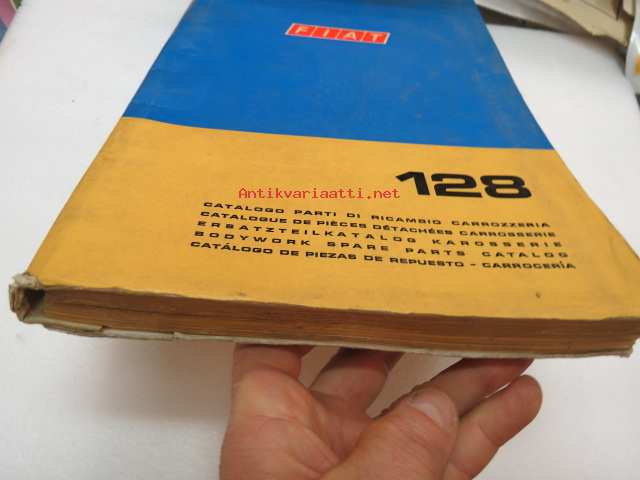 FIAT
128
Antikvariaatti.net
CATALOGO PARTI DI RICAMBIO CARROZZERIA
CATALOGUE DE PIÈCES DÉTACHÉES CARROSSERIE
ERSATZTEILKATALOG KAROSSERIE
BODYWORK SPARE PARTS CATALOG
CATÁLOGO DE PIEZAS DE REPUESTO - CARROCERÍA